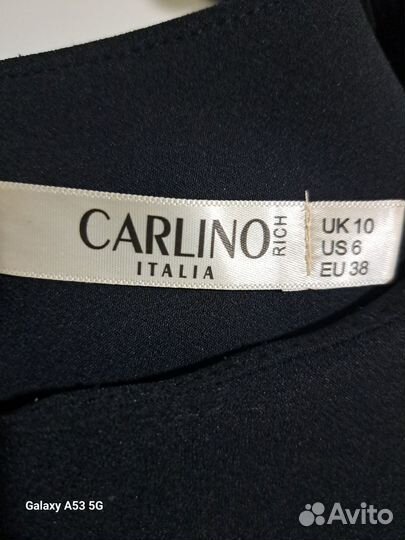 CARLINO RICH
ITALIA
UK 10
US 6
EU 38
Galaxy A53 5G
Avito